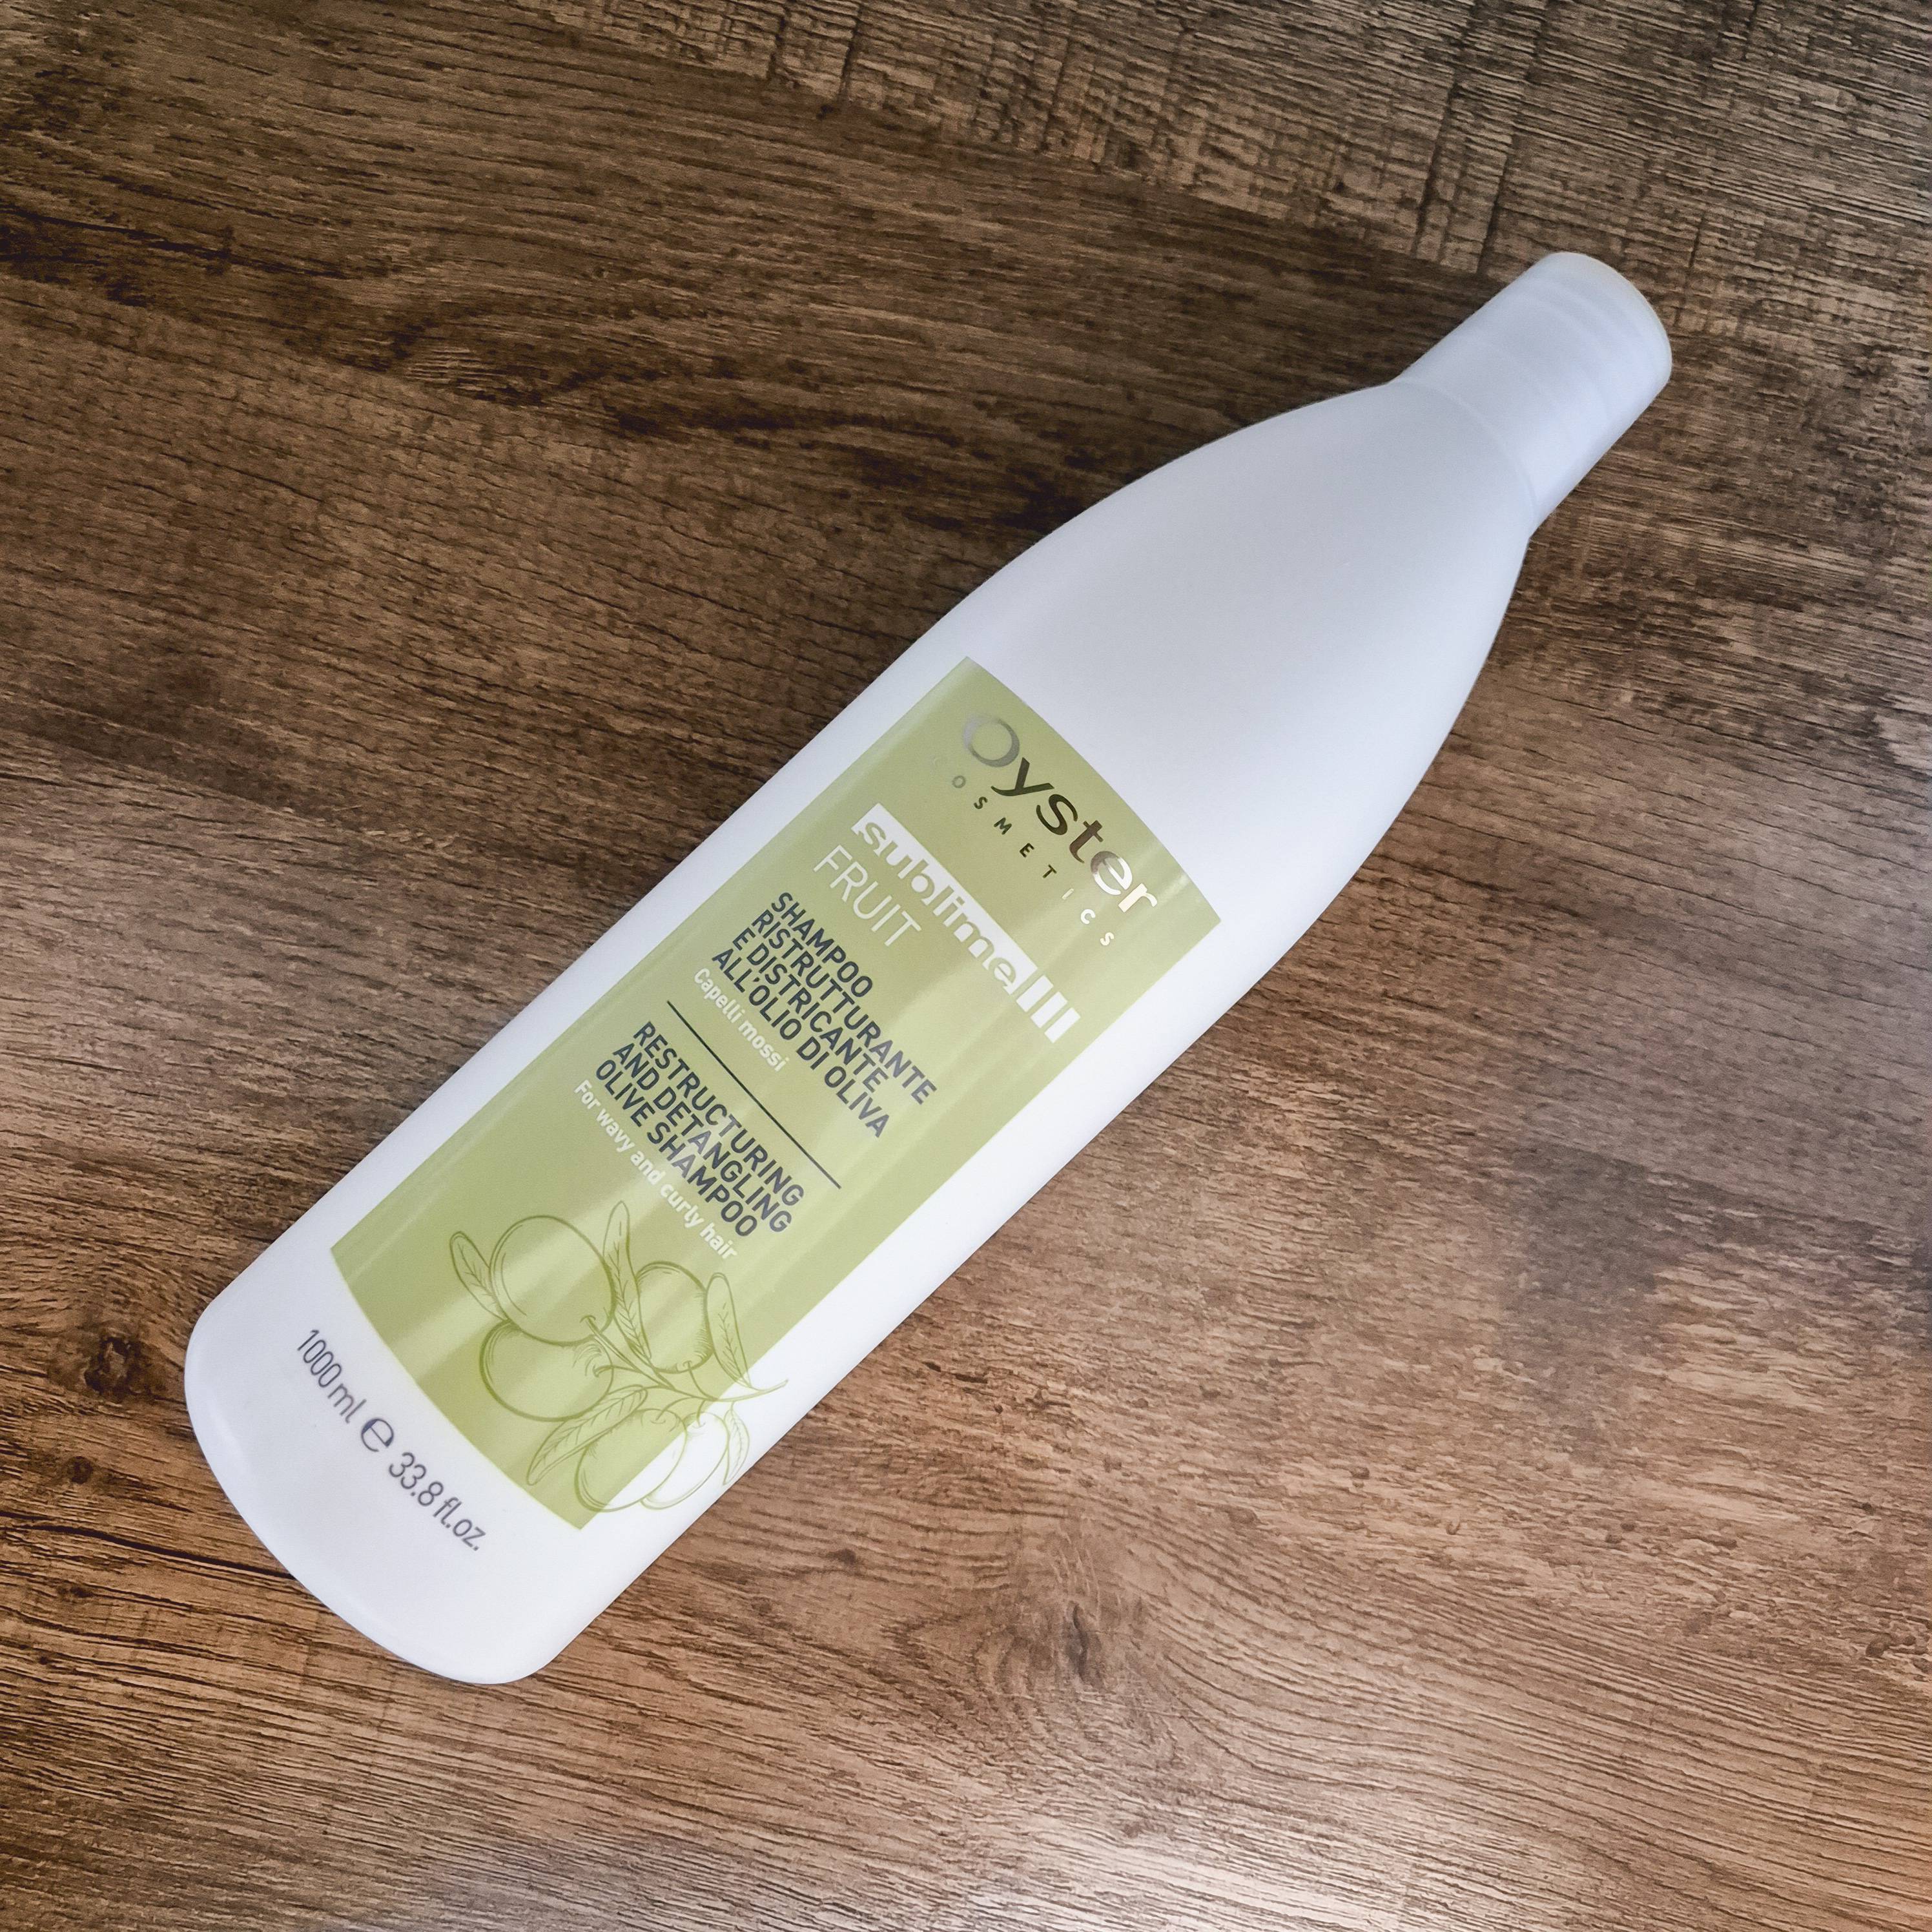 Oyster
COSMETICS
sublime
FRUIT
SHAMPOO
RISTRUTTURANTE
E DISTRICANTE
ALL'OLIO DI OLIVA
Capelli mossi
RESTRUCTURING
AND DETANGLING
OLIVE SHAMPOO
For wavy and curly hair
1000 ml ℮ 33.8 fl.oz.